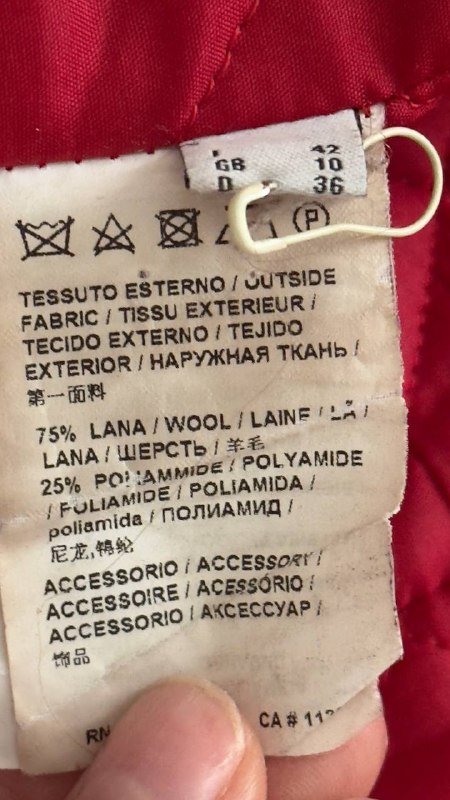 I 42
GB 10
D 36
P
TESSUTO ESTERNO / OUTSIDE
FABRIC / TISSU EXTERIEUR /
TECIDO EXTERNO / TEJIDO
EXTERIOR / НАРУЖНАЯ ТКАНЬ /
第一面料
75% LANA / WOOL / LAINE / LÃ /
LANA / ШЕРСТЬ / 羊毛
25% POLIAMMIDE / POLYAMIDE
/ POLIAMIDE / POLIAMIDA /
poliamida / ПОЛИАМИД /
尼龙,锦纶
ACCESSORIO / ACCESSORY /
ACCESSOIRE / ACESSÓRIO /
ACCESSORIO / АКСЕССУАР /
饰品
RN CA #